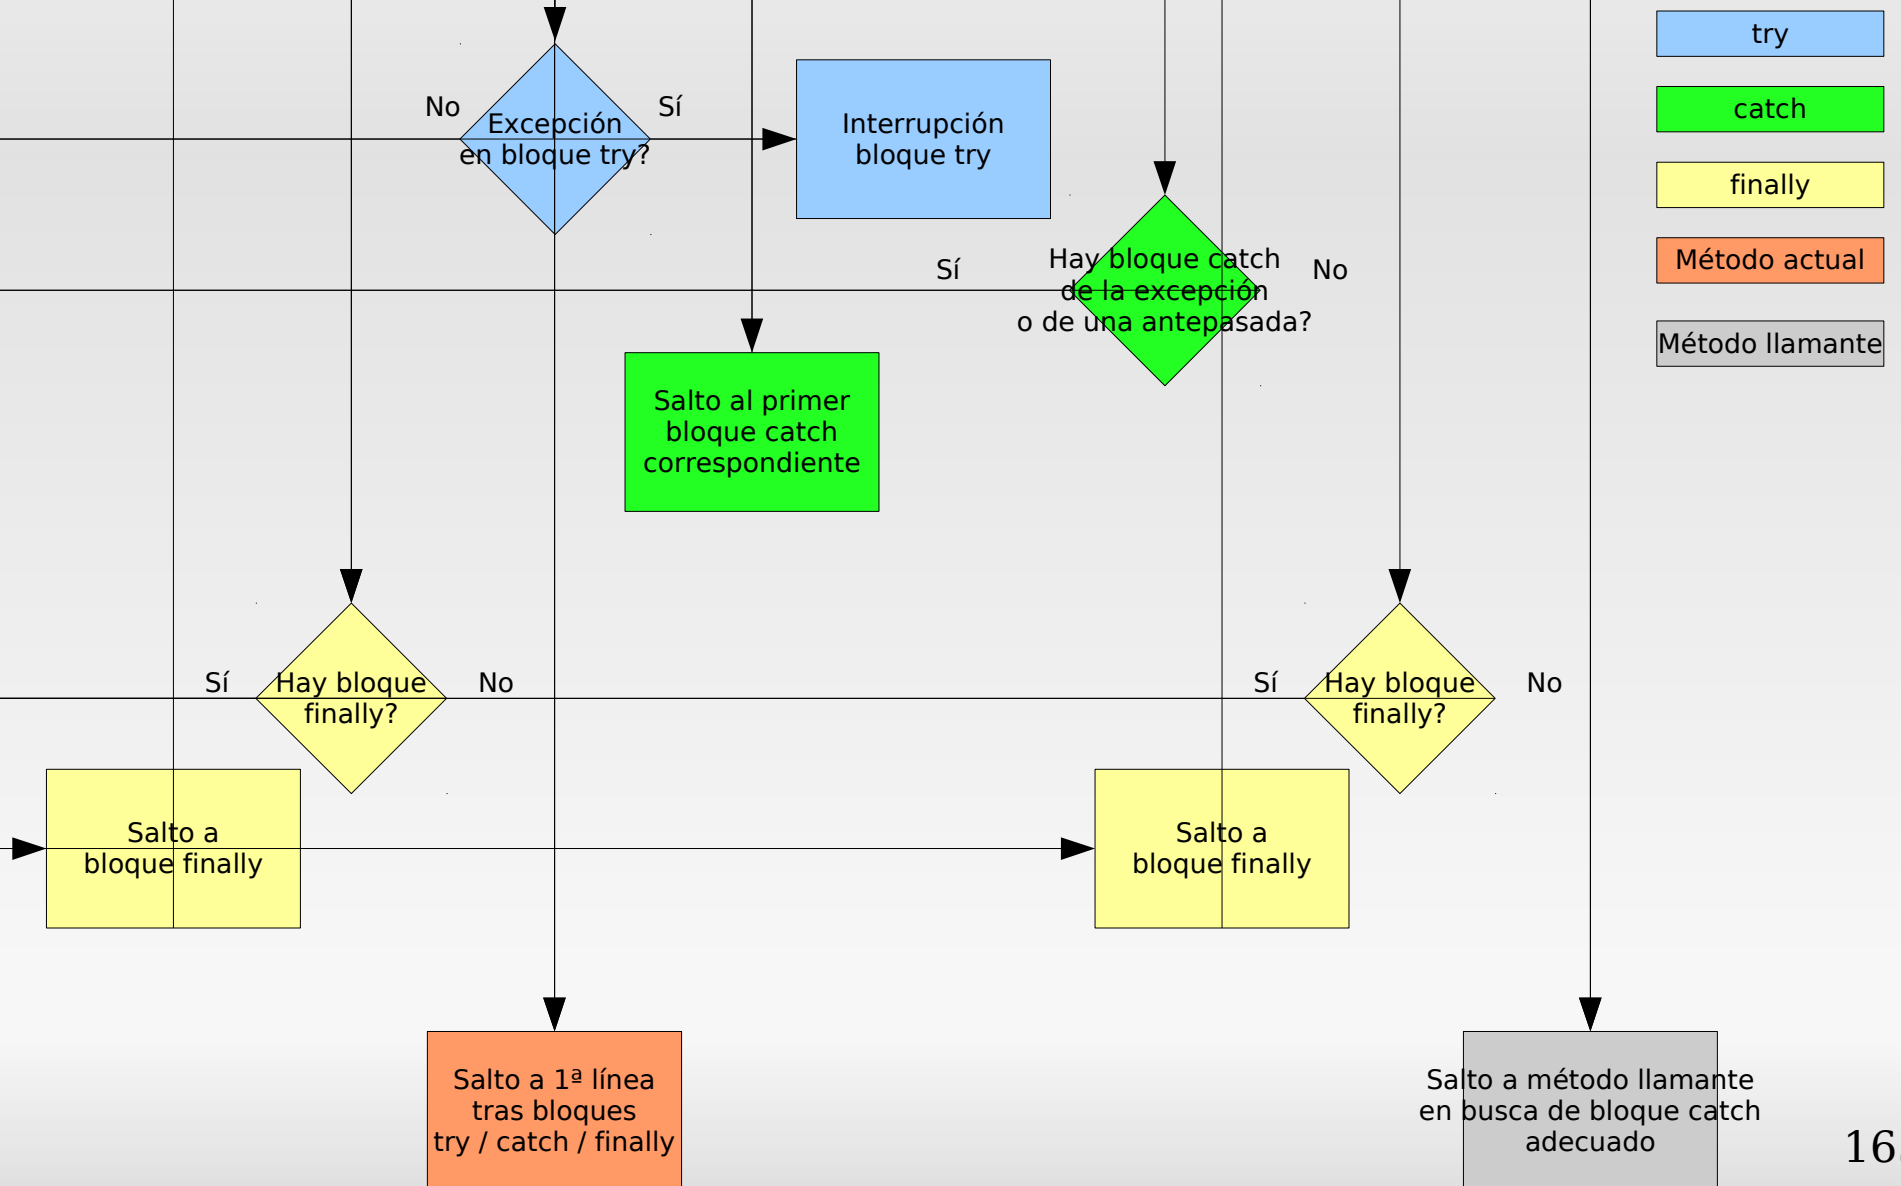 try
No
Sí
Excepción
en bloque try?
Interrupción
bloque try
catch
finally
Método actual
Sí
Hay bloque catch
de la excepción
o de una antepasada?
No
Método llamante
Salto al primer
bloque catch
correspondiente
Sí
Hay bloque
finally?
No
Sí
Hay bloque
finally?
No
Salto a
bloque finally
Salto a
bloque finally
Salto a 1ª línea
tras bloques
try / catch / finally
Salto a método llamante
en busca de bloque catch
adecuado
16